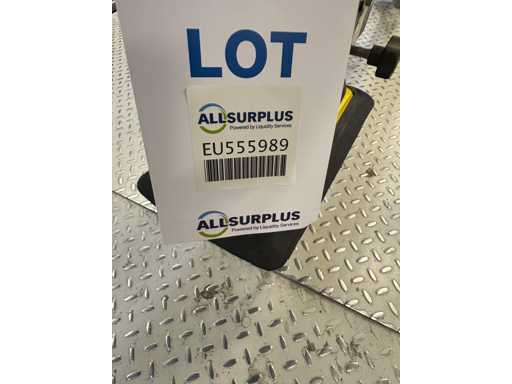 LOT
ALLSURPLUS
Powered by Liquidity Services
EU555989
ALLSURPLUS
Powered by Liquidity Services